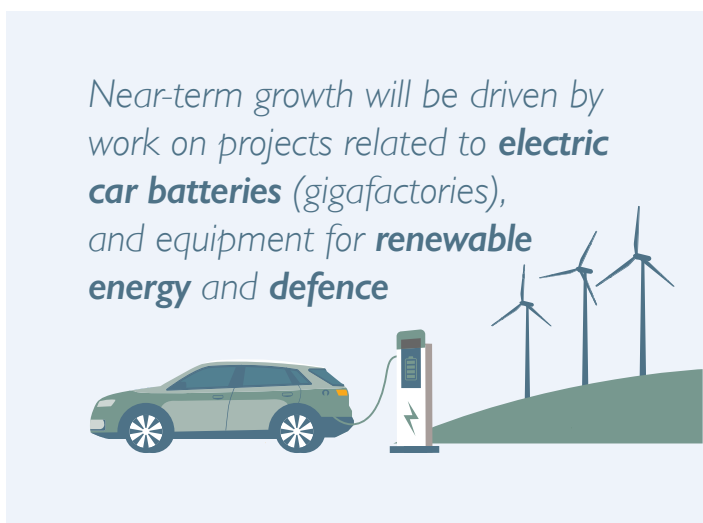 Near-term growth will be driven by
work on projects related to electric
car batteries (gigafactories),
and equipment for renewable
energy and defence